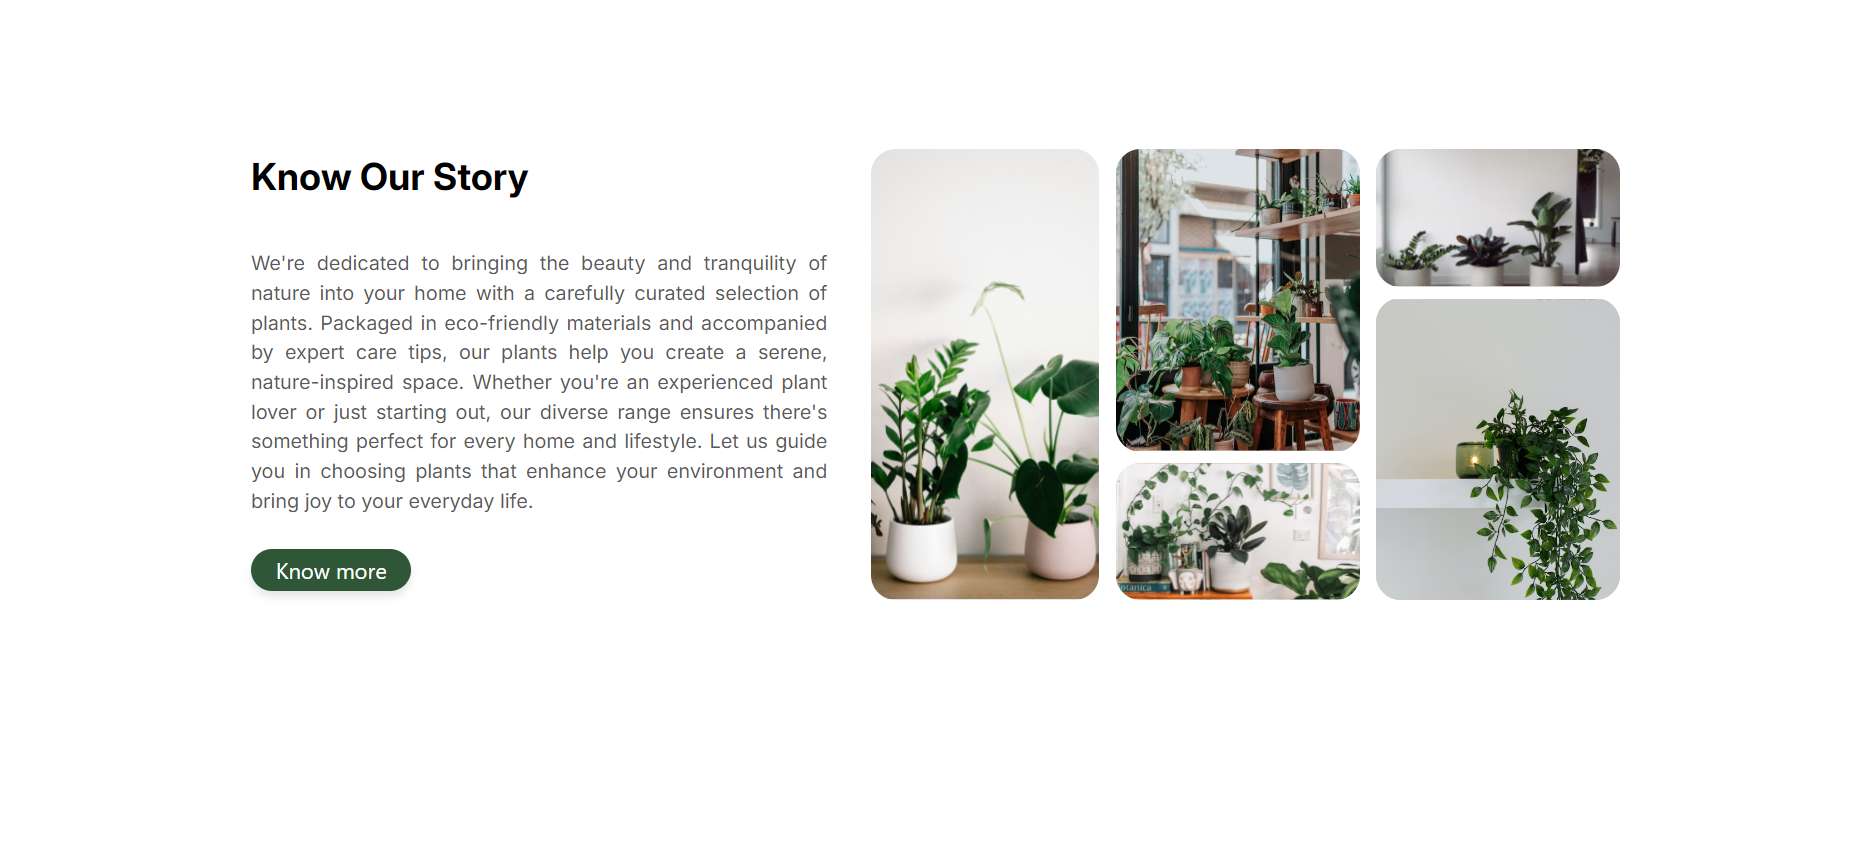 Know Our Story
We're dedicated to bringing the beauty and tranquility of
nature into your home with a carefully curated selection of
plants. Packaged in eco-friendly materials and accompanied
by expert care tips, our plants help you create a serene,
nature-inspired space. Whether you're an experienced plant
lover or just starting out, our diverse range ensures there's
something perfect for every home and lifestyle. Let us guide
you in choosing plants that enhance your environment and
bring joy to your everyday life.
Know more